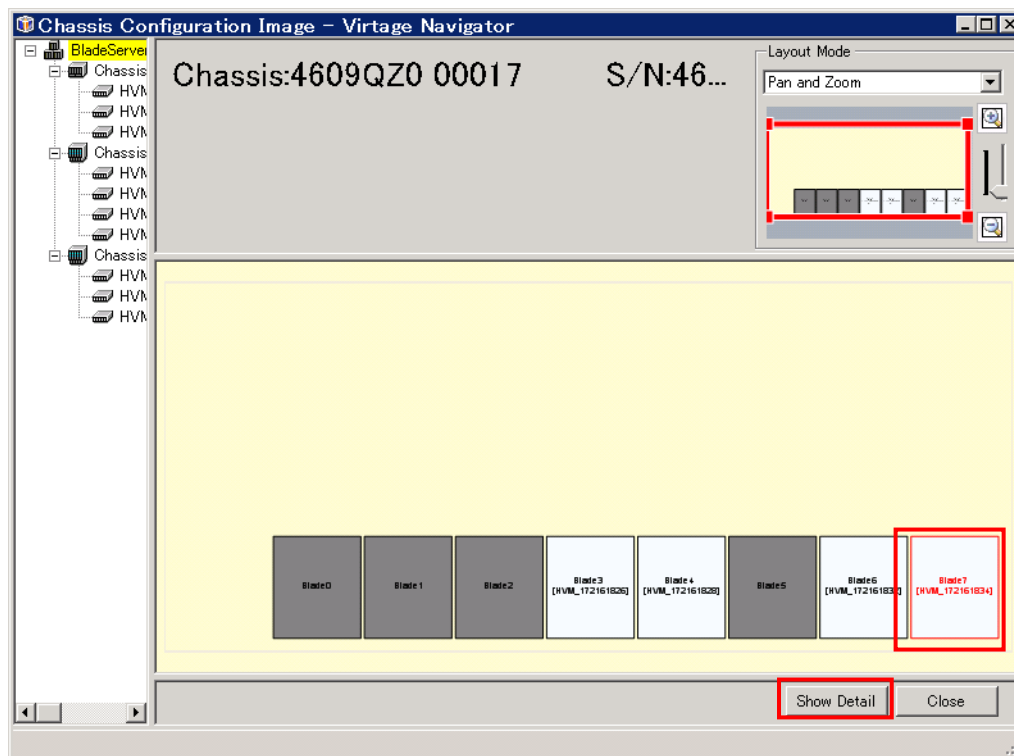 Chassis Configuration Image - Virtage Navigator
BladeServer
Chassis
HVM
HVM
HVM
Chassis
HVM
HVM
HVM
HVM
Chassis
HVM
HVM
HVM
Chassis:4609QZ0 00017 S/N:46...
Layout Mode
Pan and Zoom
Blade0
Blade1
Blade2
Blade3
[HVM_172161826]
Blade4
[HVM_172161828]
Blade5
Blade6
[HVM_172161832]
Blade7
[HVM_172161834]
Show Detail
Close